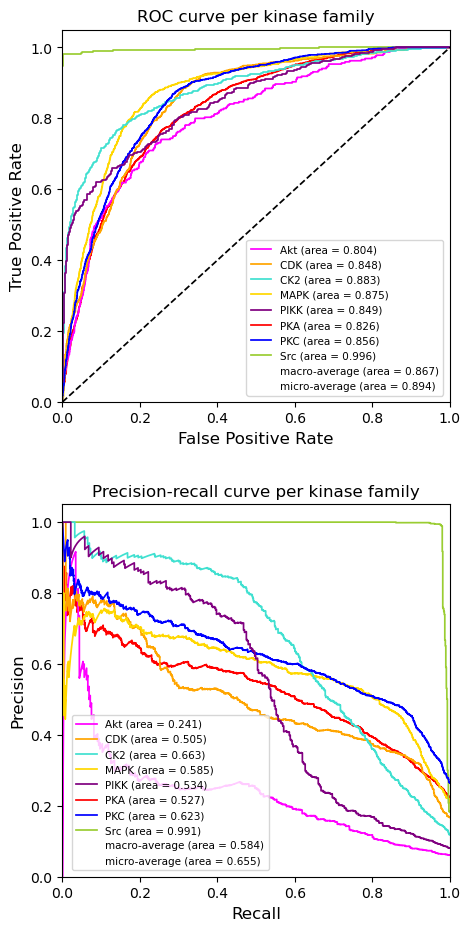 ROC curve per kinase family
True Positive Rate
1.0
0.8
0.6
0.4
0.2
0.0
Akt (area = 0.804)
CDK (area = 0.848)
CK2 (area = 0.883)
MAPK (area = 0.875)
PIKK (area = 0.849)
PKA (area = 0.826)
PKC (area = 0.856)
Src (area = 0.996)
macro-average (area = 0.867)
micro-average (area = 0.894)
0.0 0.2 0.4 0.6 0.8 1.0
False Positive Rate
Precision-recall curve per kinase family
Precision
1.0
0.8
0.6
0.4
0.2
0.0
Akt (area = 0.241)
CDK (area = 0.505)
CK2 (area = 0.663)
MAPK (area = 0.585)
PIKK (area = 0.534)
PKA (area = 0.527)
PKC (area = 0.623)
Src (area = 0.991)
macro-average (area = 0.584)
micro-average (area = 0.655)
0.0 0.2 0.4 0.6 0.8 1.0
Recall